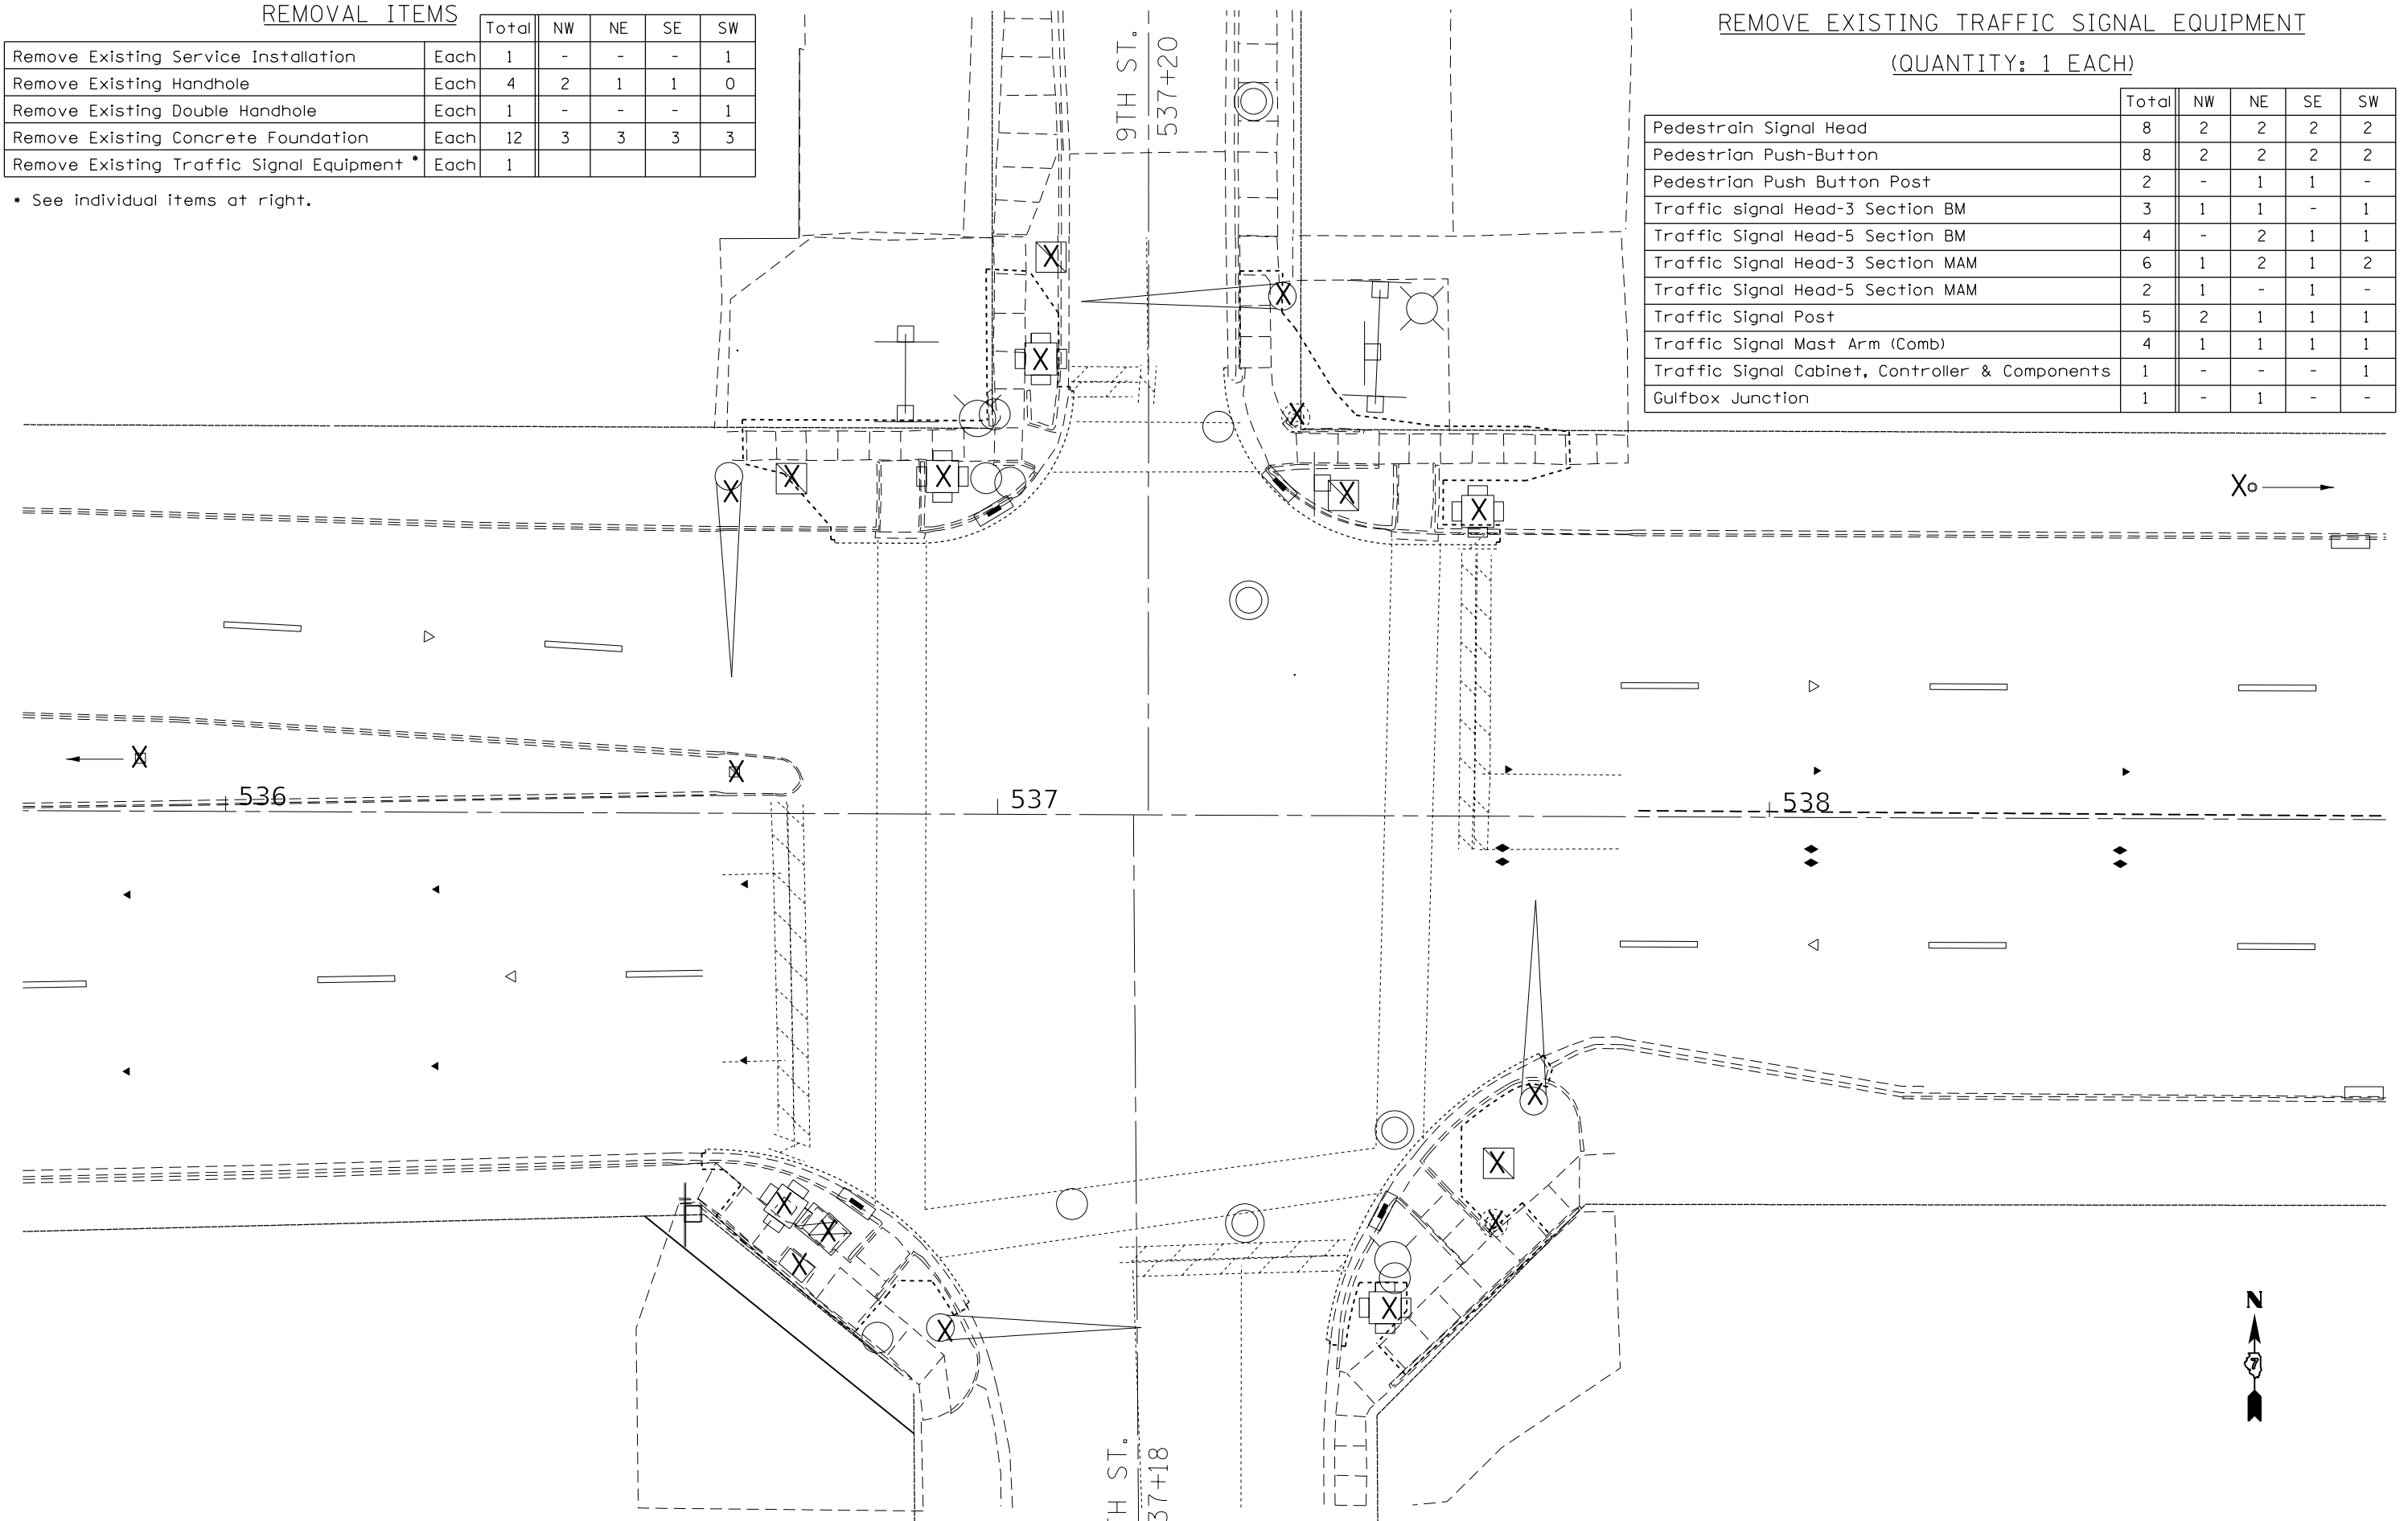 REMOVAL ITEMS
Total NW NE SE SW
Remove Existing Service Installation Each 1 - - - 1
Remove Existing Handhole Each 4 2 1 1 0
Remove Existing Double Handhole Each 1 - - - 1
Remove Existing Concrete Foundation Each 12 3 3 3 3
Remove Existing Traffic Signal Equipment * Each 1
* See individual items at right.
REMOVE EXISTING TRAFFIC SIGNAL EQUIPMENT
(QUANTITY: 1 EACH)
Total NW NE SE SW
Pedestrain Signal Head 8 2 2 2 2
Pedestrian Push-Button 8 2 2 2 2
Pedestrian Push Button Post 2 - 1 1 -
Traffic signal Head-3 Section BM 3 1 1 - 1
Traffic Signal Head-5 Section BM 4 - 2 1 1
Traffic Signal Head-3 Section MAM 6 1 2 1 2
Traffic Signal Head-5 Section MAM 2 1 - 1 -
Traffic Signal Post 5 2 1 1 1
Traffic Signal Mast Arm (Comb) 4 1 1 1 1
Traffic Signal Cabinet, Controller & Components 1 - - - 1
Gulfbox Junction 1 - 1 - -
9TH ST.
537+20
536
537
538
TH ST.
37+18
N
7